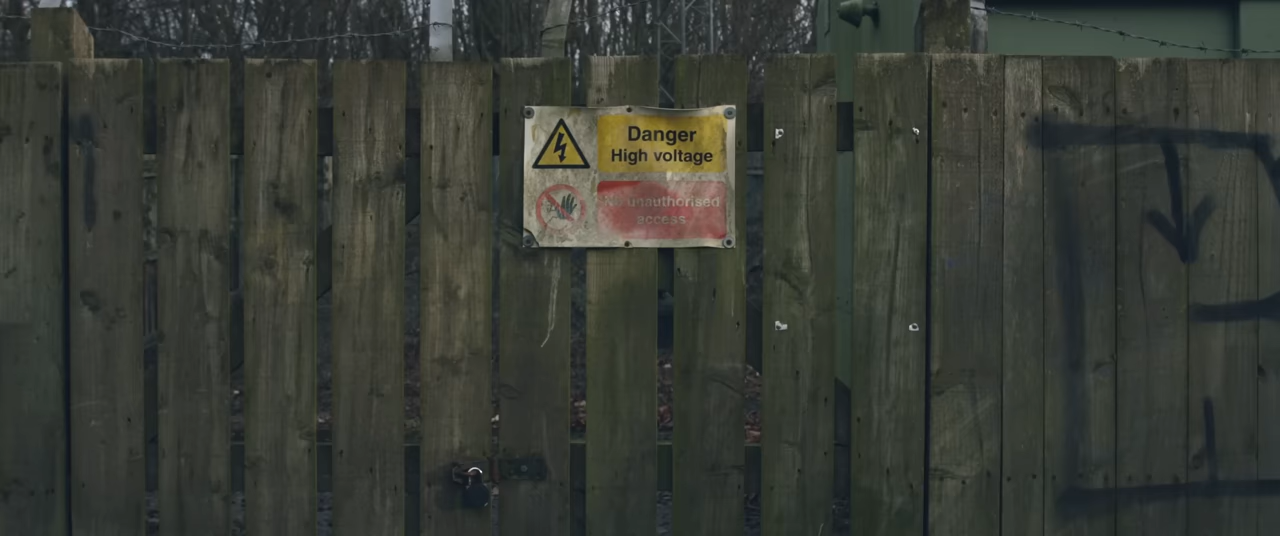 Danger
High voltage
No unauthorised
access